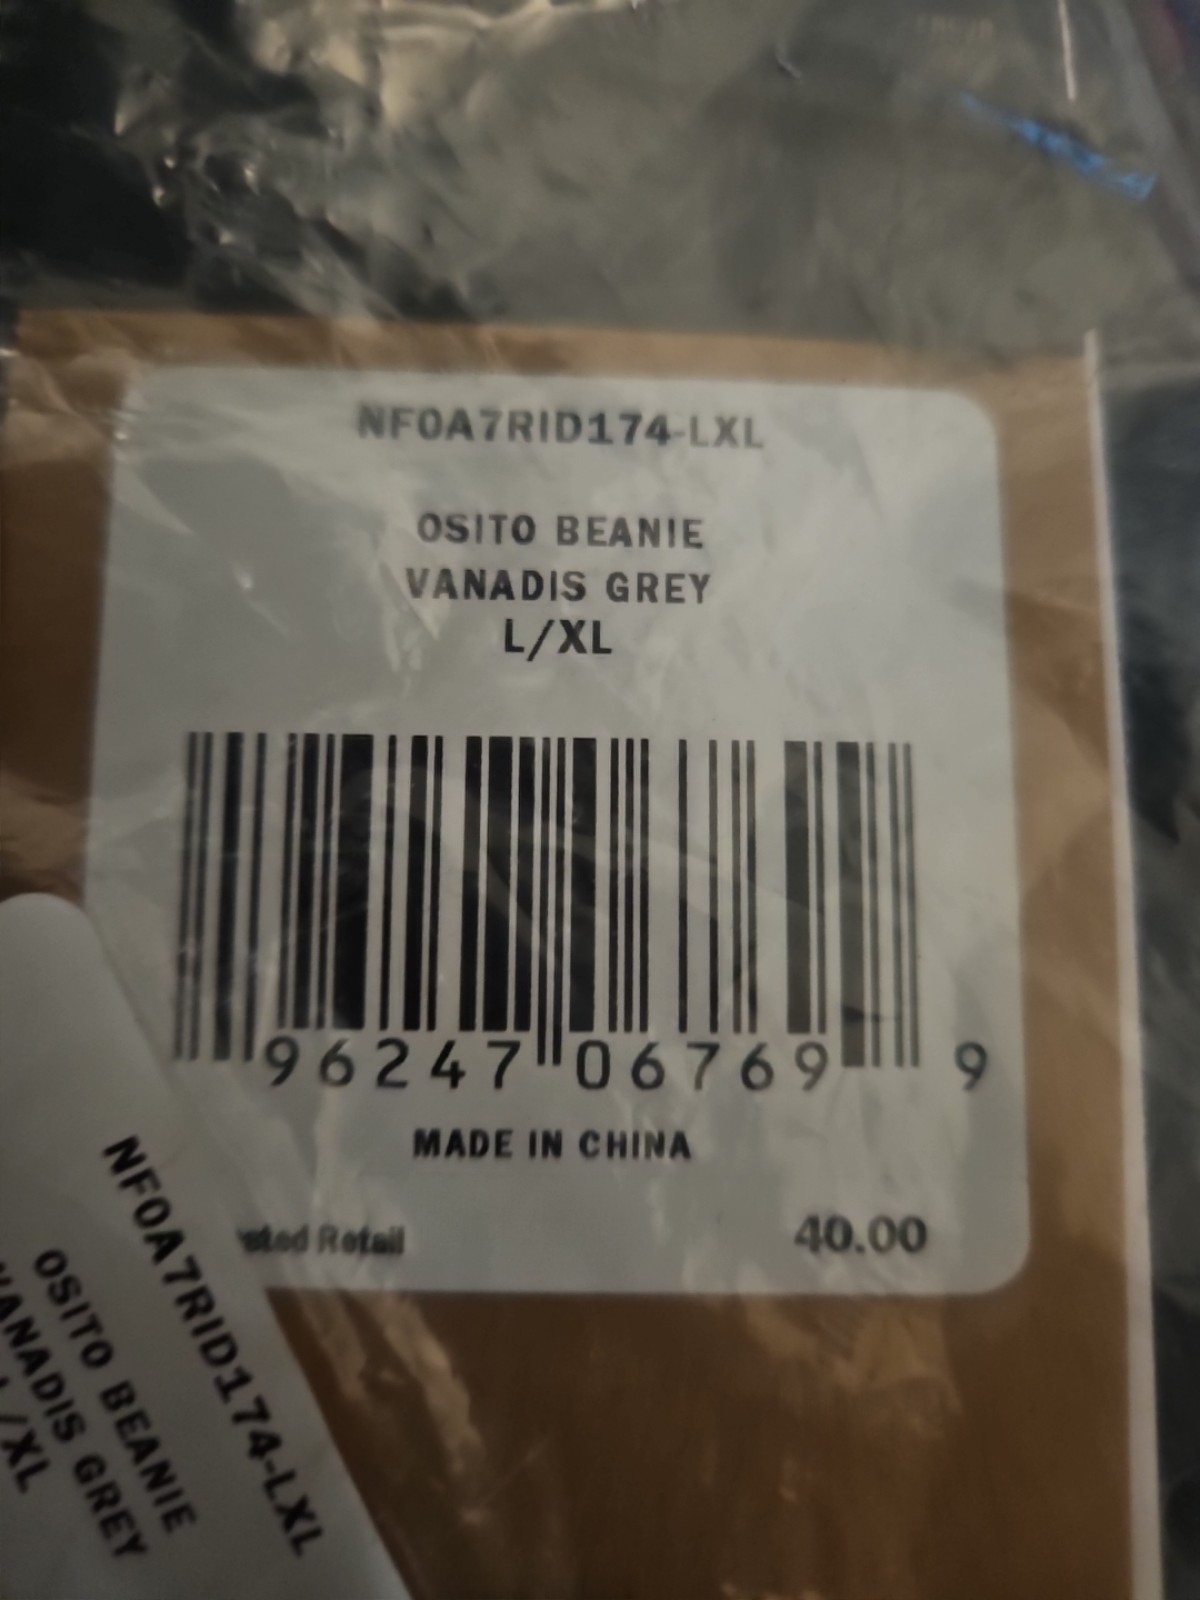 NF0A7RID174-LXL
OSITO BEANIE
VANADIS GREY
L/XL
96247 06769 9
MADE IN CHINA
Retail 40.00
NF0A7RID174-LXL
OSITO BEANIE
VANADIS GREY
L/XL